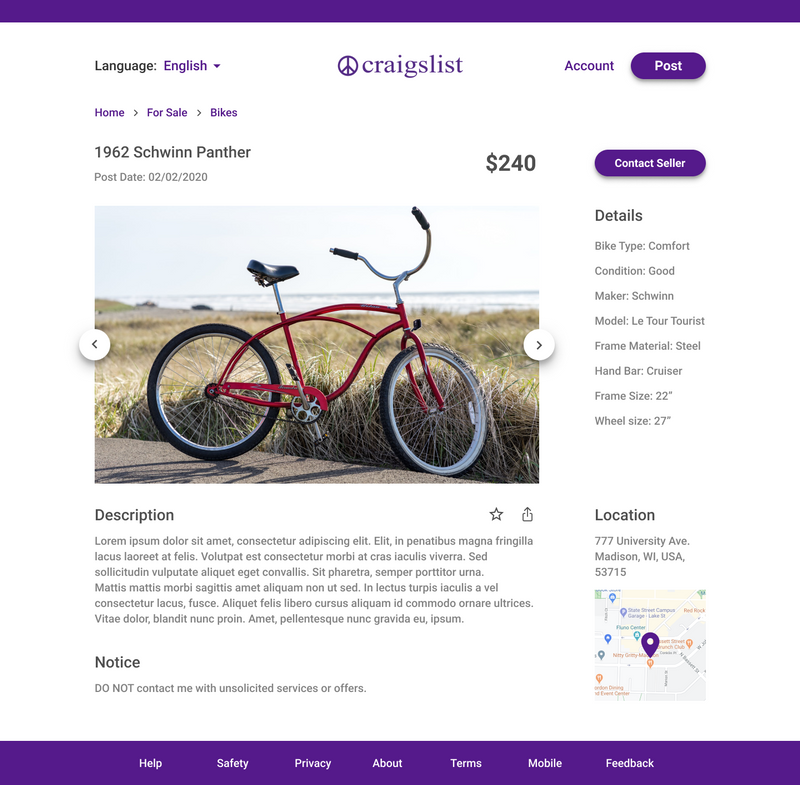 Language: English
craigslist
Account
Post
Home > For Sale > Bikes
1962 Schwinn Panther
Post Date: 02/02/2020
$240
Contact Seller
Details
Bike Type: Comfort
Condition: Good
Maker: Schwinn
Model: Le Tour Tourist
Frame Material: Steel
Hand Bar: Cruiser
Frame Size: 22”
Wheel size: 27”
Description
Lorem ipsum dolor sit amet, consectetur adipiscing elit. Elit, in penatibus magna fringilla
lacus laoreet at felis. Volutpat est consectetur morbi at cras iaculis viverra. Sed
sollicitudin vulputate aliquet eget convallis. Sit pharetra, semper porttitor urna.
Mattis mattis morbi sagittis amet aliquam non ut sed. In lectus turpis iaculis a vel
consectetur lacus, fusce. Aliquet felis libero cursus aliquam id commodo ornare ultrices.
Vitae dolor, blandit nunc proin. Amet, pellentesque nunc gravida eu, ipsum.
Notice
DO NOT contact me with unsolicited services or offers.
Location
777 University Ave.
Madison, WI, USA,
53715
State Street Campus
Garage - Lake St
Red Rock
Fluno Center
Nitty Gritty
Help
Safety
Privacy
About
Terms
Mobile
Feedback